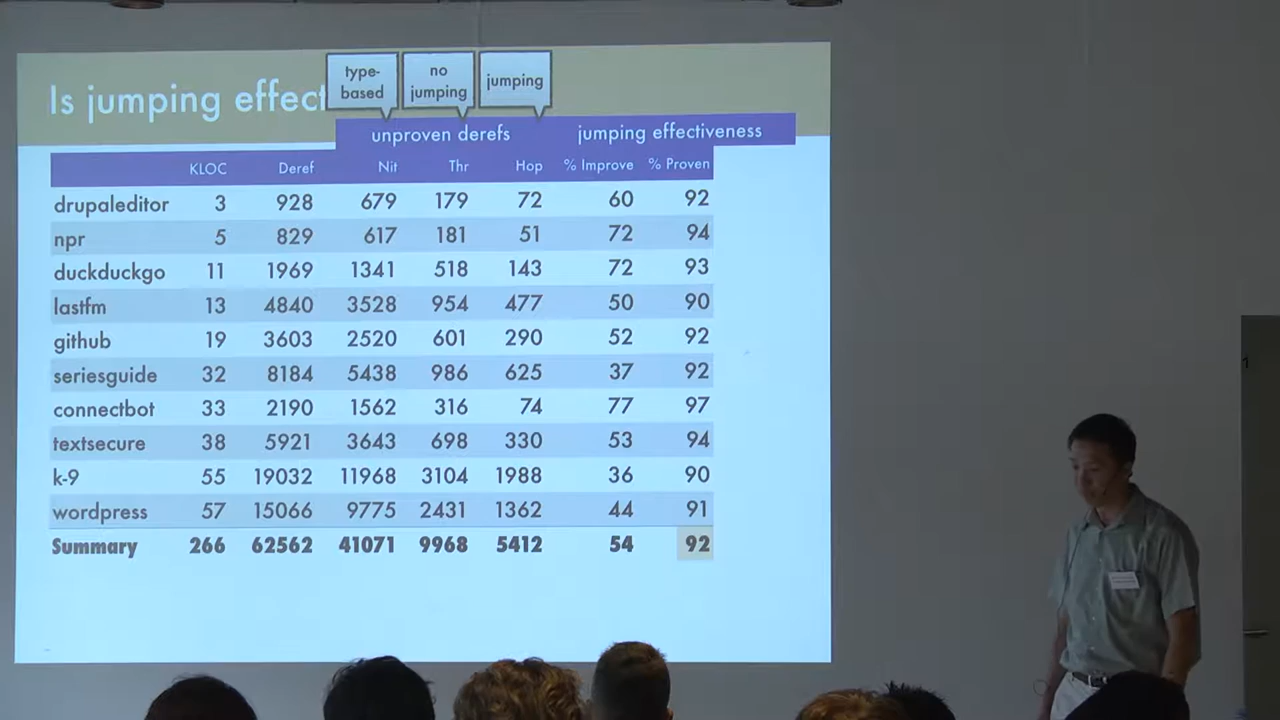 type-based
no jumping
jumping
Is jumping effect
unproven derefs jumping effectiveness
KLOC Deref Nit Thr Hop % Improve % Proven
drupaleditor 3 928 679 179 72 60 92
npr 5 829 617 181 51 72 94
duckduckgo 11 1969 1341 518 143 72 93
lastfm 13 4840 3528 954 477 50 90
github 19 3603 2520 601 290 52 92
seriesguide 32 8184 5438 986 625 37 92
connectbot 33 2190 1562 316 74 77 97
textsecure 38 5921 3643 698 330 53 94
k-9 55 19032 11968 3104 1988 36 90
wordpress 57 15066 9775 2431 1362 44 91
Summary 266 62562 41071 9968 5412 54 92